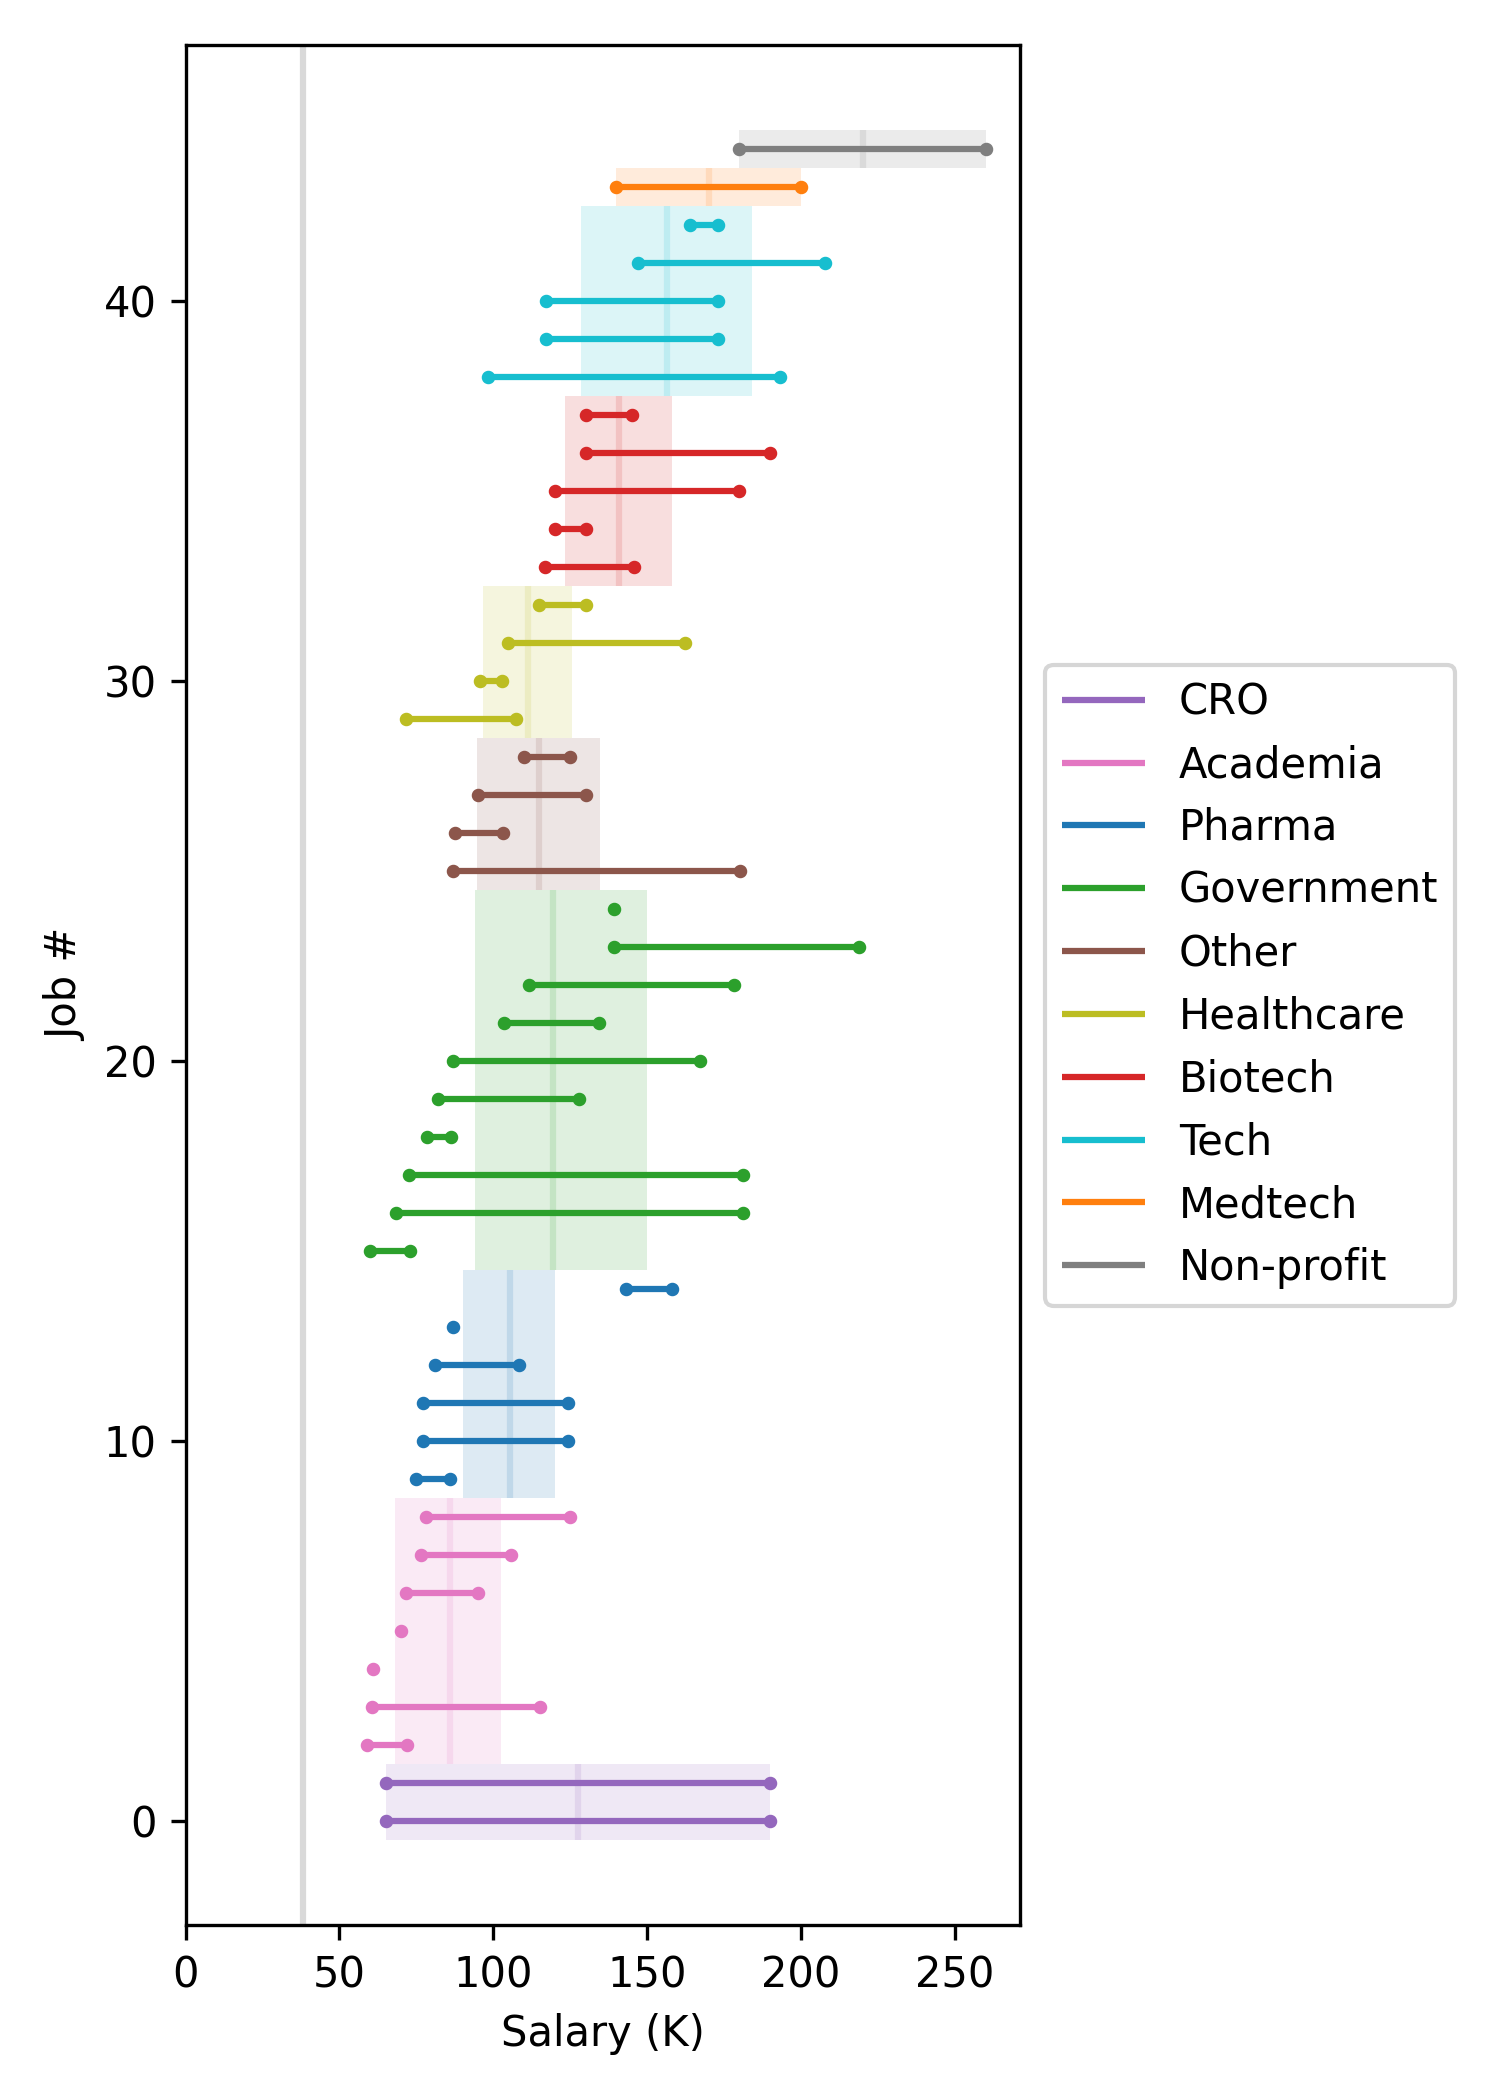 40
30
20
10
0
Job #
0 50 100 150 200 250
Salary (K)
CRO
Academia
Pharma
Government
Other
Healthcare
Biotech
Tech
Medtech
Non-profit